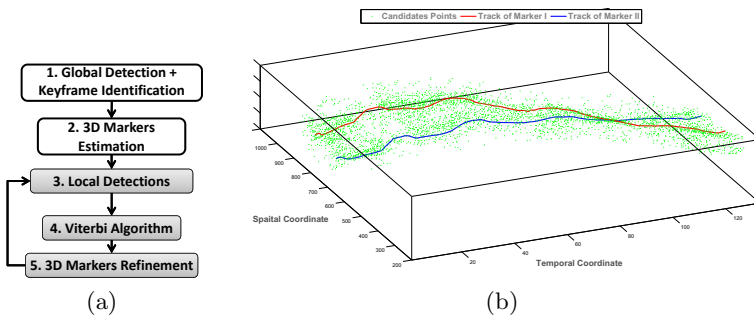 1. Global Detection +
Keyframe Identification
2. 3D Markers
Estimation
3. Local Detections
4. Viterbi Algorithm
5. 3D Markers Refinement
(a)
Candidates Points
Track of Marker I
Track of Marker II
1000
900
800
700
600
500
400
300
200
Spaital Coordinate
20
40
60
80
100
120
Temporal Coordinate
(b)